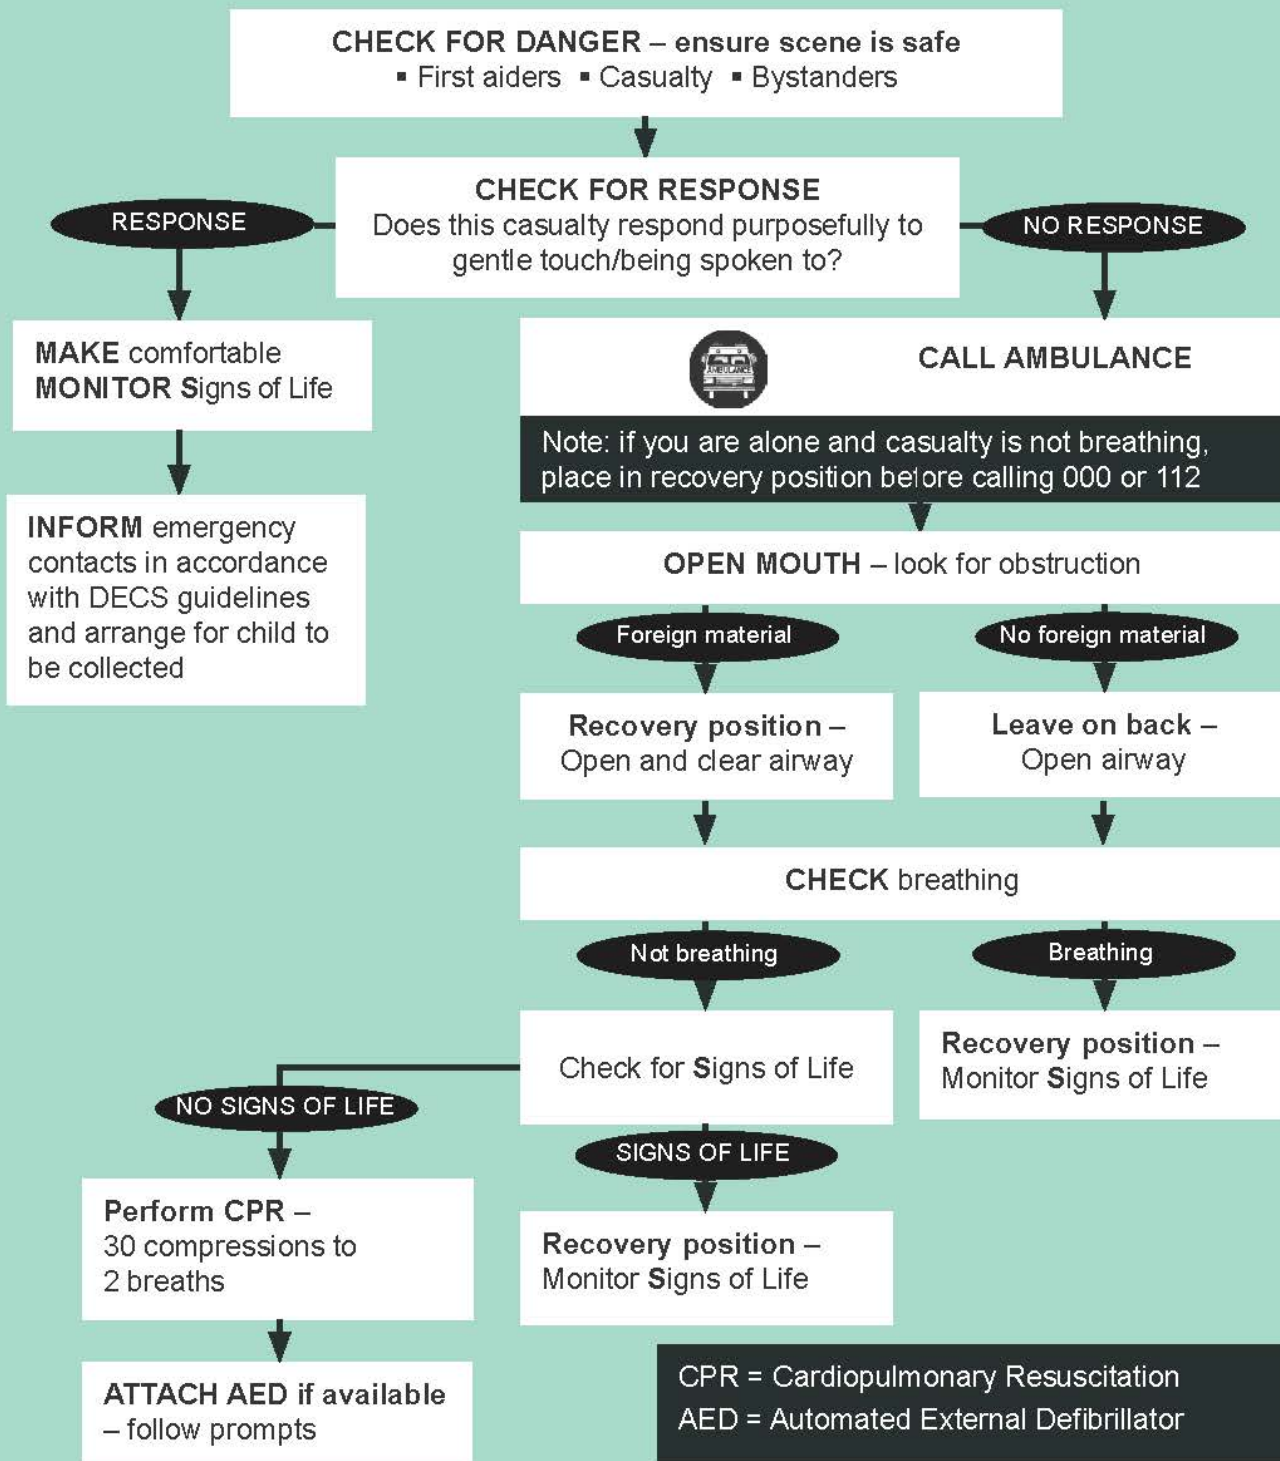 CHECK FOR DANGER – ensure scene is safe
▪ First aiders ▪ Casualty ▪ Bystanders
CHECK FOR RESPONSE
Does this casualty respond purposefully to
gentle touch/being spoken to?
RESPONSE
NO RESPONSE
MAKE comfortable
MONITOR Signs of Life
INFORM emergency
contacts in accordance
with DECS guidelines
and arrange for child to
be collected
AMBULANCE
CALL AMBULANCE
Note: if you are alone and casualty is not breathing,
place in recovery position before calling 000 or 112
OPEN MOUTH – look for obstruction
Foreign material
No foreign material
Recovery position –
Open and clear airway
Leave on back –
Open airway
CHECK breathing
Not breathing
Breathing
Check for Signs of Life
Recovery position –
Monitor Signs of Life
NO SIGNS OF LIFE
SIGNS OF LIFE
Perform CPR –
30 compressions to
2 breaths
Recovery position –
Monitor Signs of Life
ATTACH AED if available
– follow prompts
CPR = Cardiopulmonary Resuscitation
AED = Automated External Defibrillator